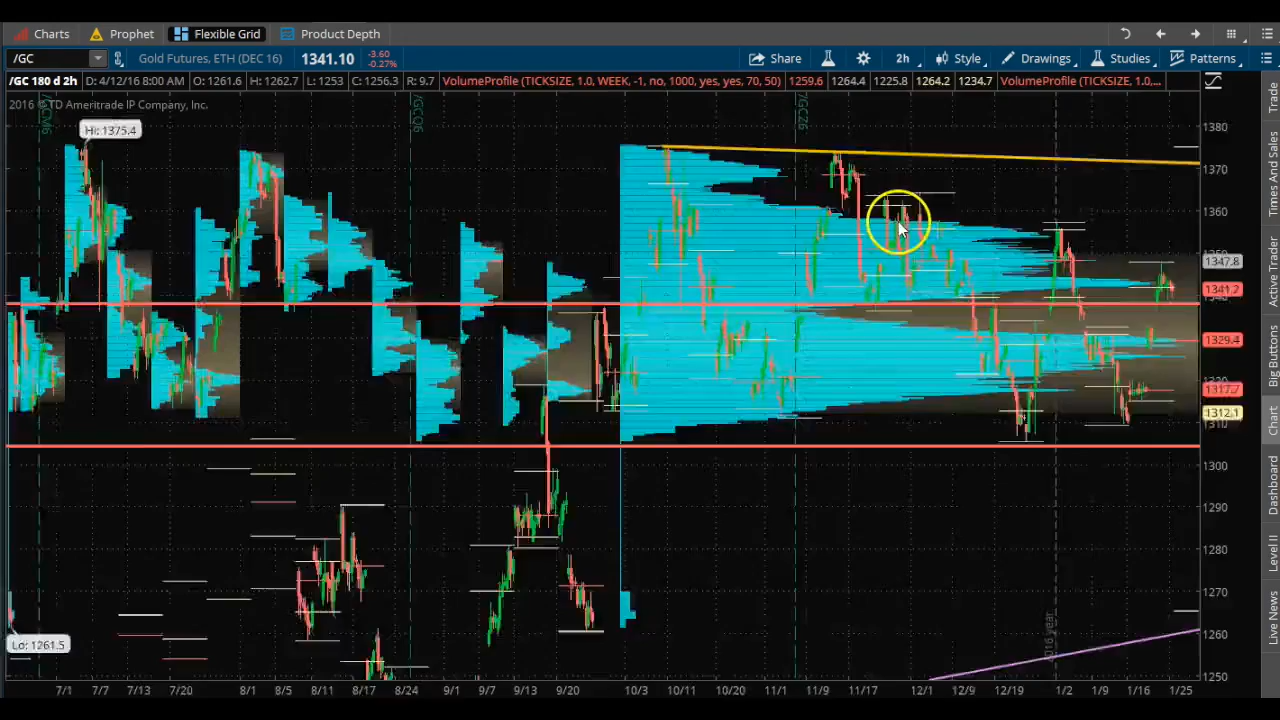 Charts Prophet Flexible Grid Product Depth
/GC Gold Futures, ETH (DEC 16) 1341.10 -3.60 -0.27% Share 2h Style Drawings Studies Patterns
/GC 180 d 2h D: 4/12/16 8:00 AM O: 1261.6 H: 1262.7 L: 1253 C: 1256.3 R: 9.7 VolumeProfile (TICKSIZE, 1.0, WEEK, -1, no, 1000, yes, yes, 70, 50) 1259.6 1264.4 1225.8 1264.2 1234.7 VolumeProfile (TICKSIZE, 1.0,...
2016 © TD Ameritrade IP Company, Inc.
/GCM6
/GCQ6
/GCZ6
Hi: 1375.4
Lo: 1261.5
2016 year
1380
1370
1360
1350
1347.8
1341.2
1329.4
1317.7
1312.1
1310
1300
1290
1280
1270
1260
1250
7/1 7/7 7/13 7/20 8/1 8/5 8/11 8/17 8/24 9/1 9/7 9/13 9/20 10/3 10/11 10/20 11/1 11/9 11/17 12/1 12/9 12/19 1/2 1/9 1/16 1/25
Trade
Times And Sales
Active Trader
Big Buttons
Chart
Dashboard
Level II
Live News